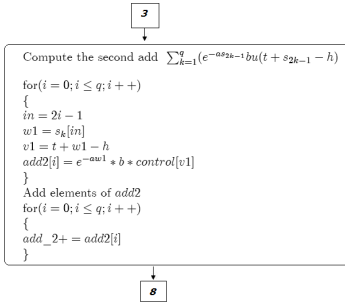 3
Compute the second add $\sum_{k=1}^{q}(e^{-as_{2k-1}}bu(t + s_{2k-1} - h)$
for(i = 0; i ≤ q; i + +)
{
in = 2i − 1
w1 = s_k[in]
v1 = t + w1 − h
add2[i] = e^{−aw1} ∗ b ∗ control[v1]
}
Add elements of add2
for(i = 0; i ≤ q; i + +)
{
add_2+ = add2[i]
}
8